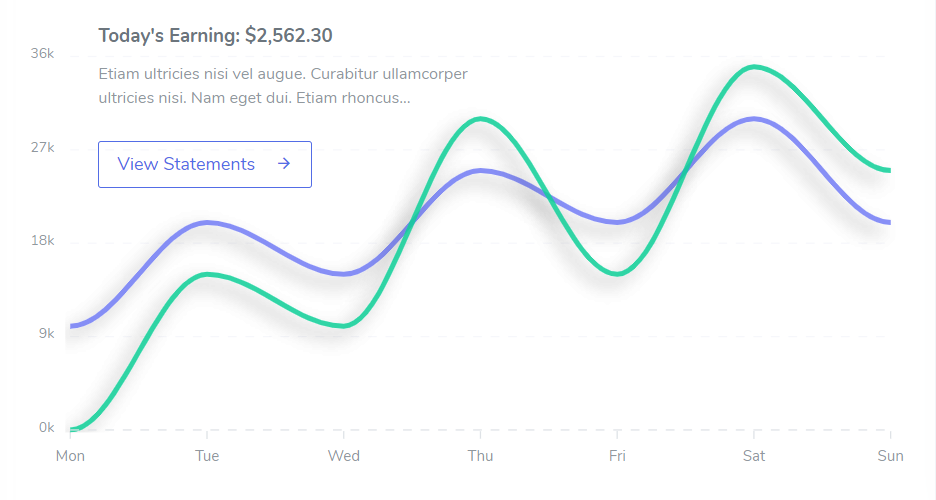 Today's Earning: $2,562.30
Etiam ultricies nisi vel augue. Curabitur ullamcorper
ultricies nisi. Nam eget dui. Etiam rhoncus...
View Statements →
36k
27k
18k
9k
0k
Mon Tue Wed Thu Fri Sat Sun